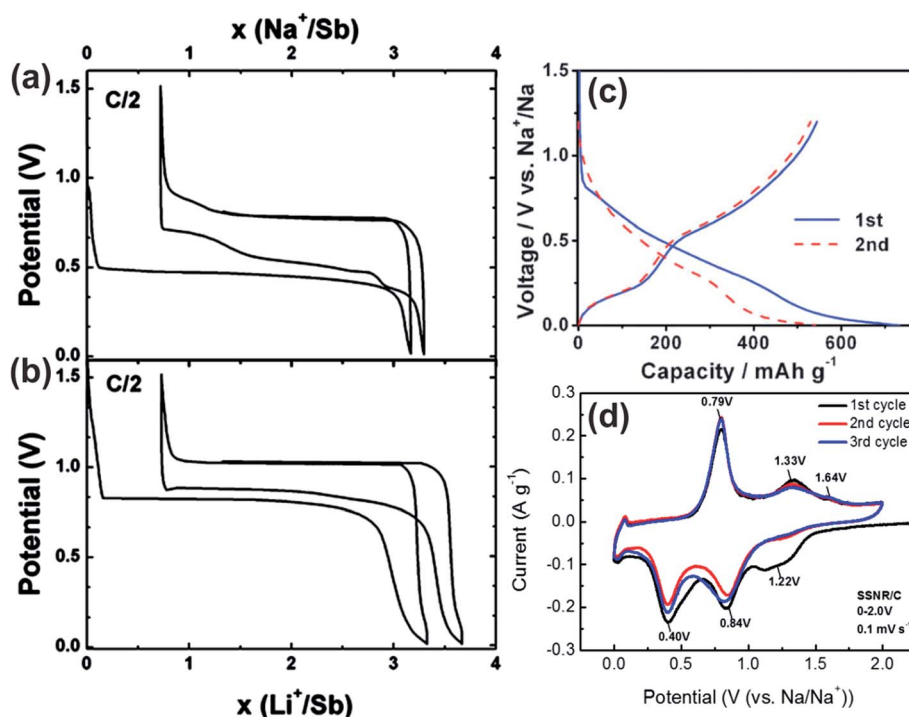 x (Na⁺/Sb)
0 1 2 3 4
(a)
C/2
1.5
1.0
0.5
0.0
Potential (V)
(b)
C/2
1.5
1.0
0.5
0.0
Potential (V)
0 1 2 3 4
x (Li⁺/Sb)
(c)
1.5
1.0
0.5
0.0
Voltage / V vs. Na⁺/Na
1st
2nd
0 200 400 600
Capacity / mAh g⁻¹
(d)
0.3
0.2
0.1
0.0
-0.1
-0.2
-0.3
Current (A g⁻¹)
0.79V
1st cycle
2nd cycle
3rd cycle
1.33V
1.64V
1.22V
0.84V
0.40V
SSNR/C
0-2.0V
0.1 mV s⁻¹
0.0 0.5 1.0 1.5 2.0
Potential (V (vs. Na/Na⁺))